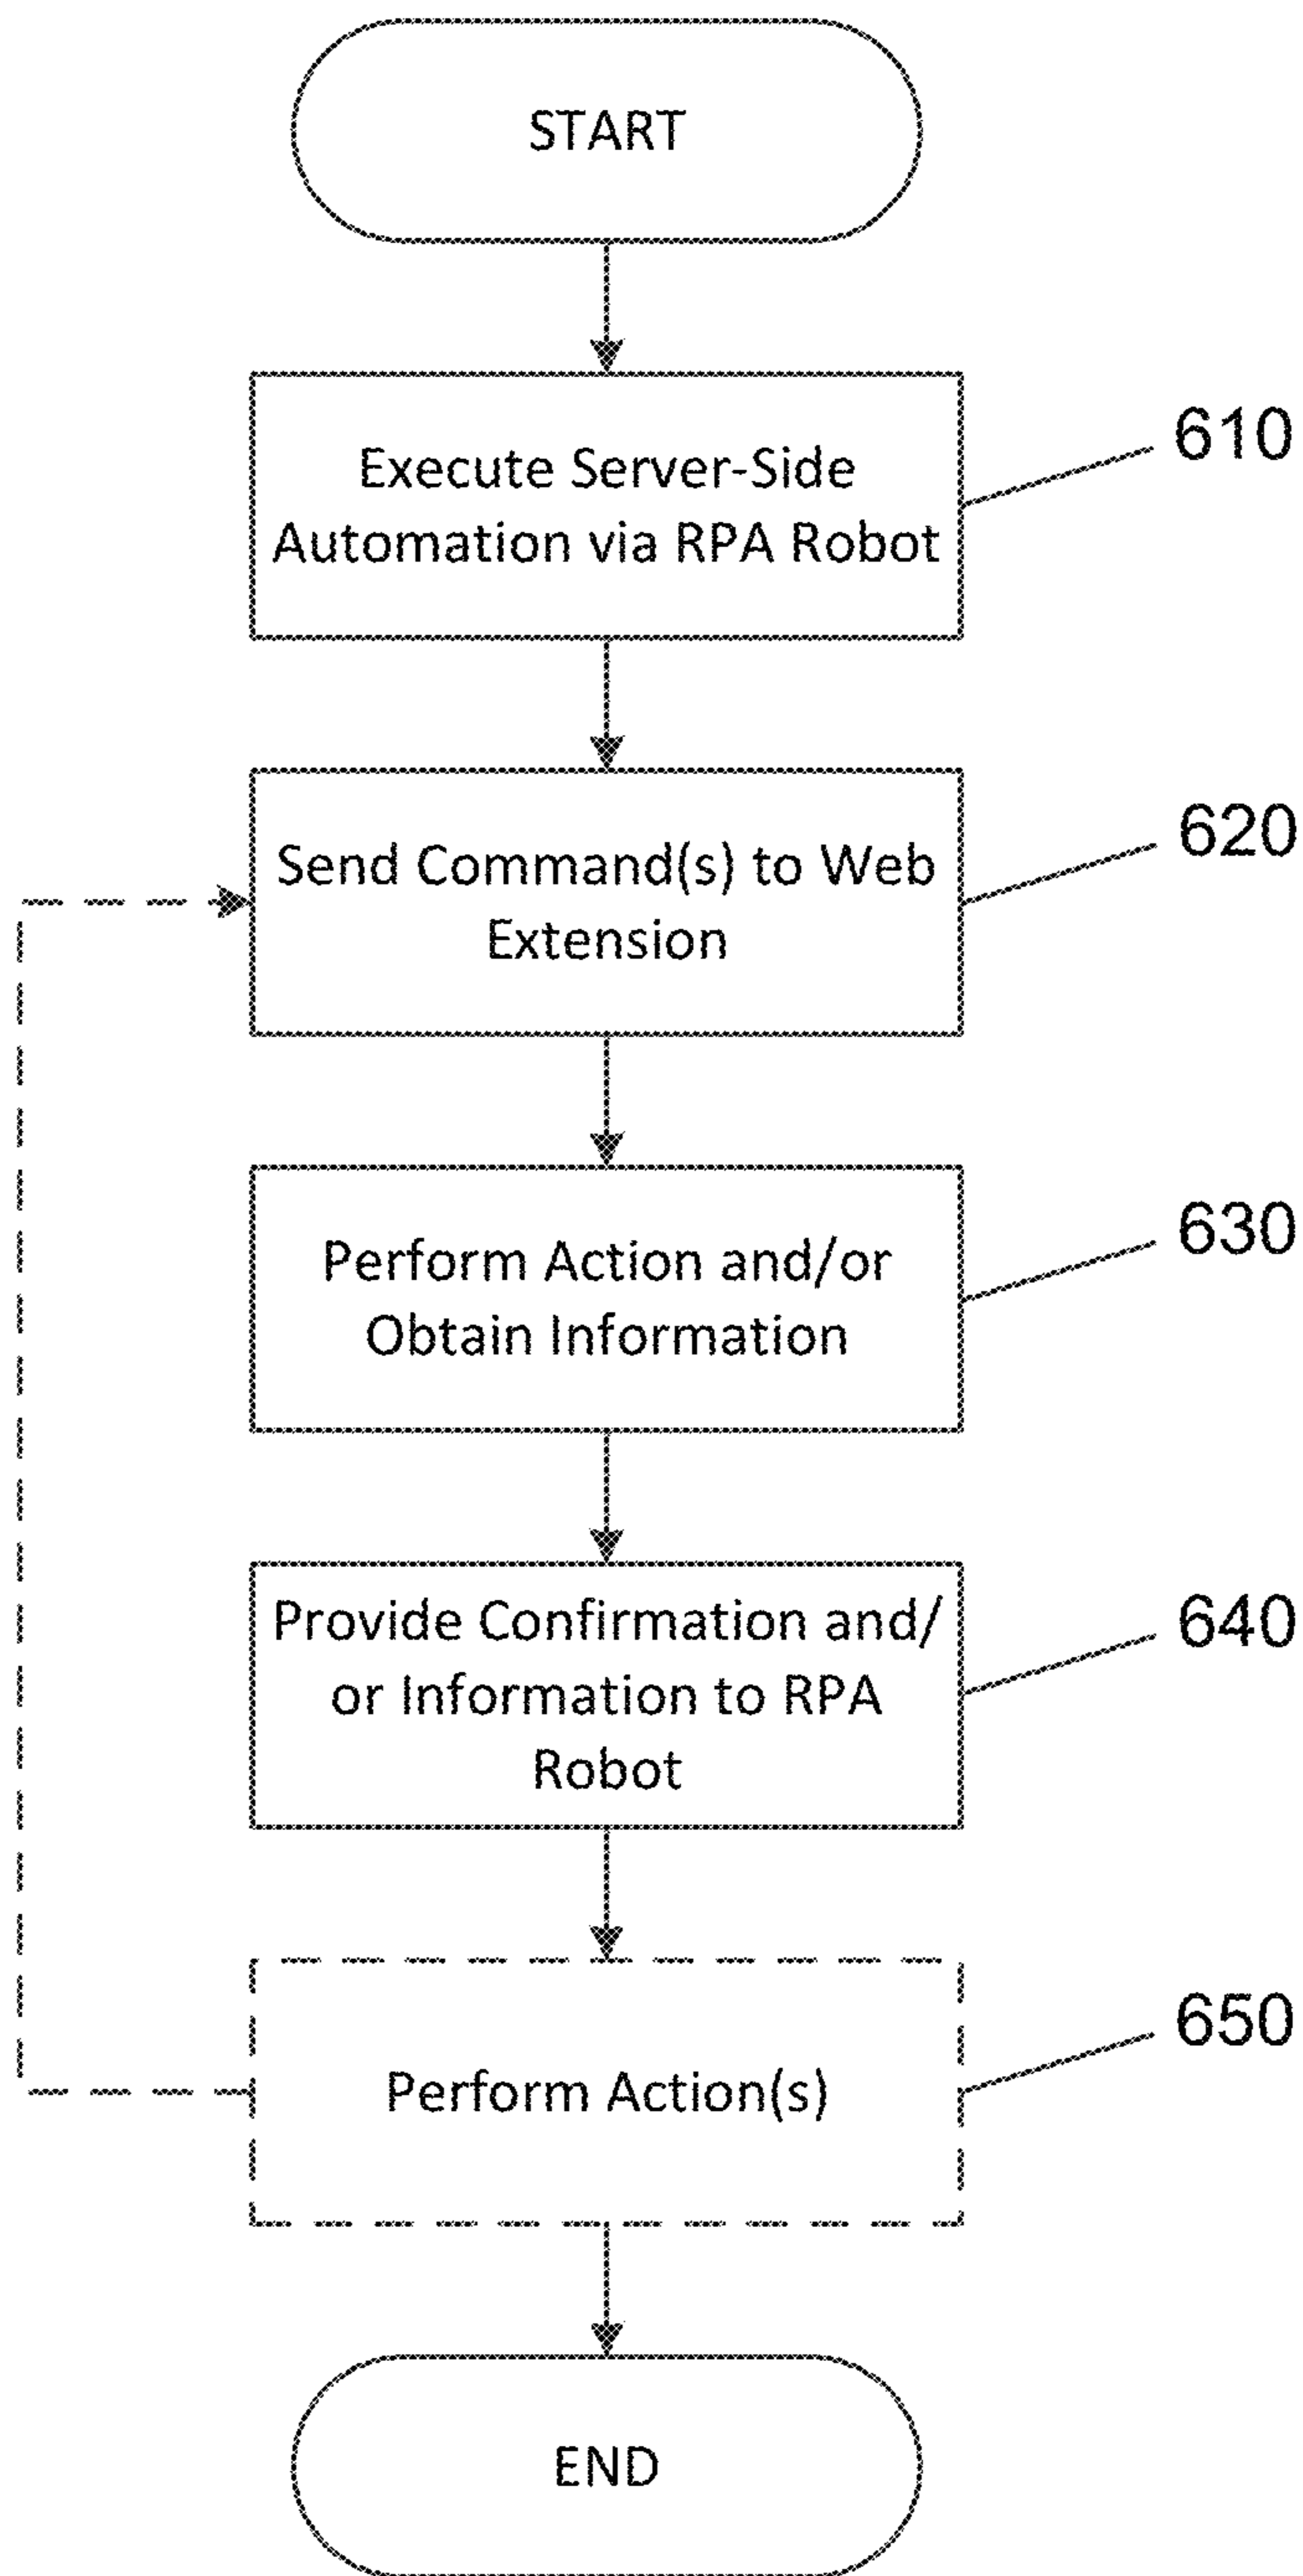 START
Execute Server-Side
Automation via RPA Robot
610
Send Command(s) to Web
Extension
620
Perform Action and/or
Obtain Information
630
Provide Confirmation and/
or Information to RPA
Robot
640
Perform Action(s)
650
END